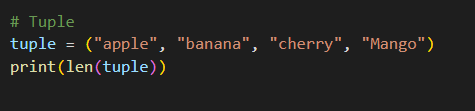 # Tuple
tuple = ("apple", "banana", "cherry", "Mango")
print(len(tuple))